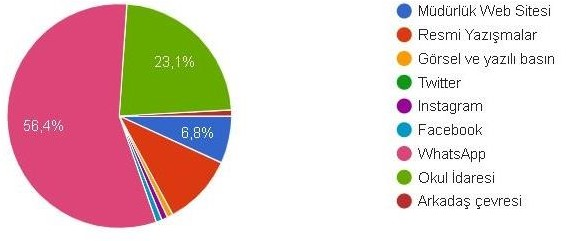 23,1%
56,4%
6,8%
Müdürlük Web Sitesi
Resmi Yazışmalar
Görsel ve yazılı basın
Twitter
Instagram
Facebook
WhatsApp
Okul İdaresi
Arkadaş çevresi